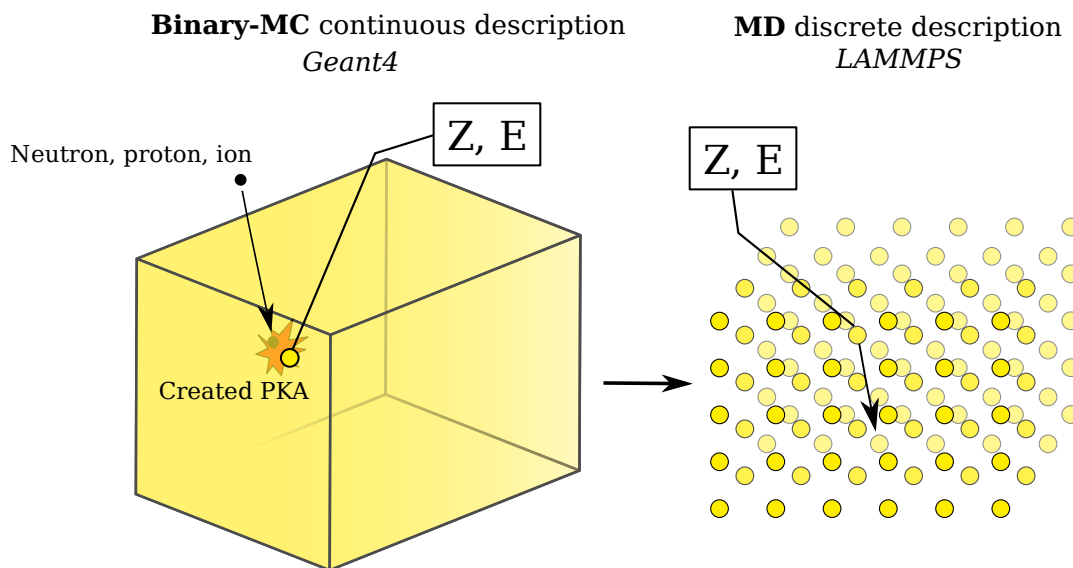 Binary-MC continuous description
Geant4
MD discrete description
LAMMPS
Z, E
Neutron, proton, ion
Z, E
Created PKA